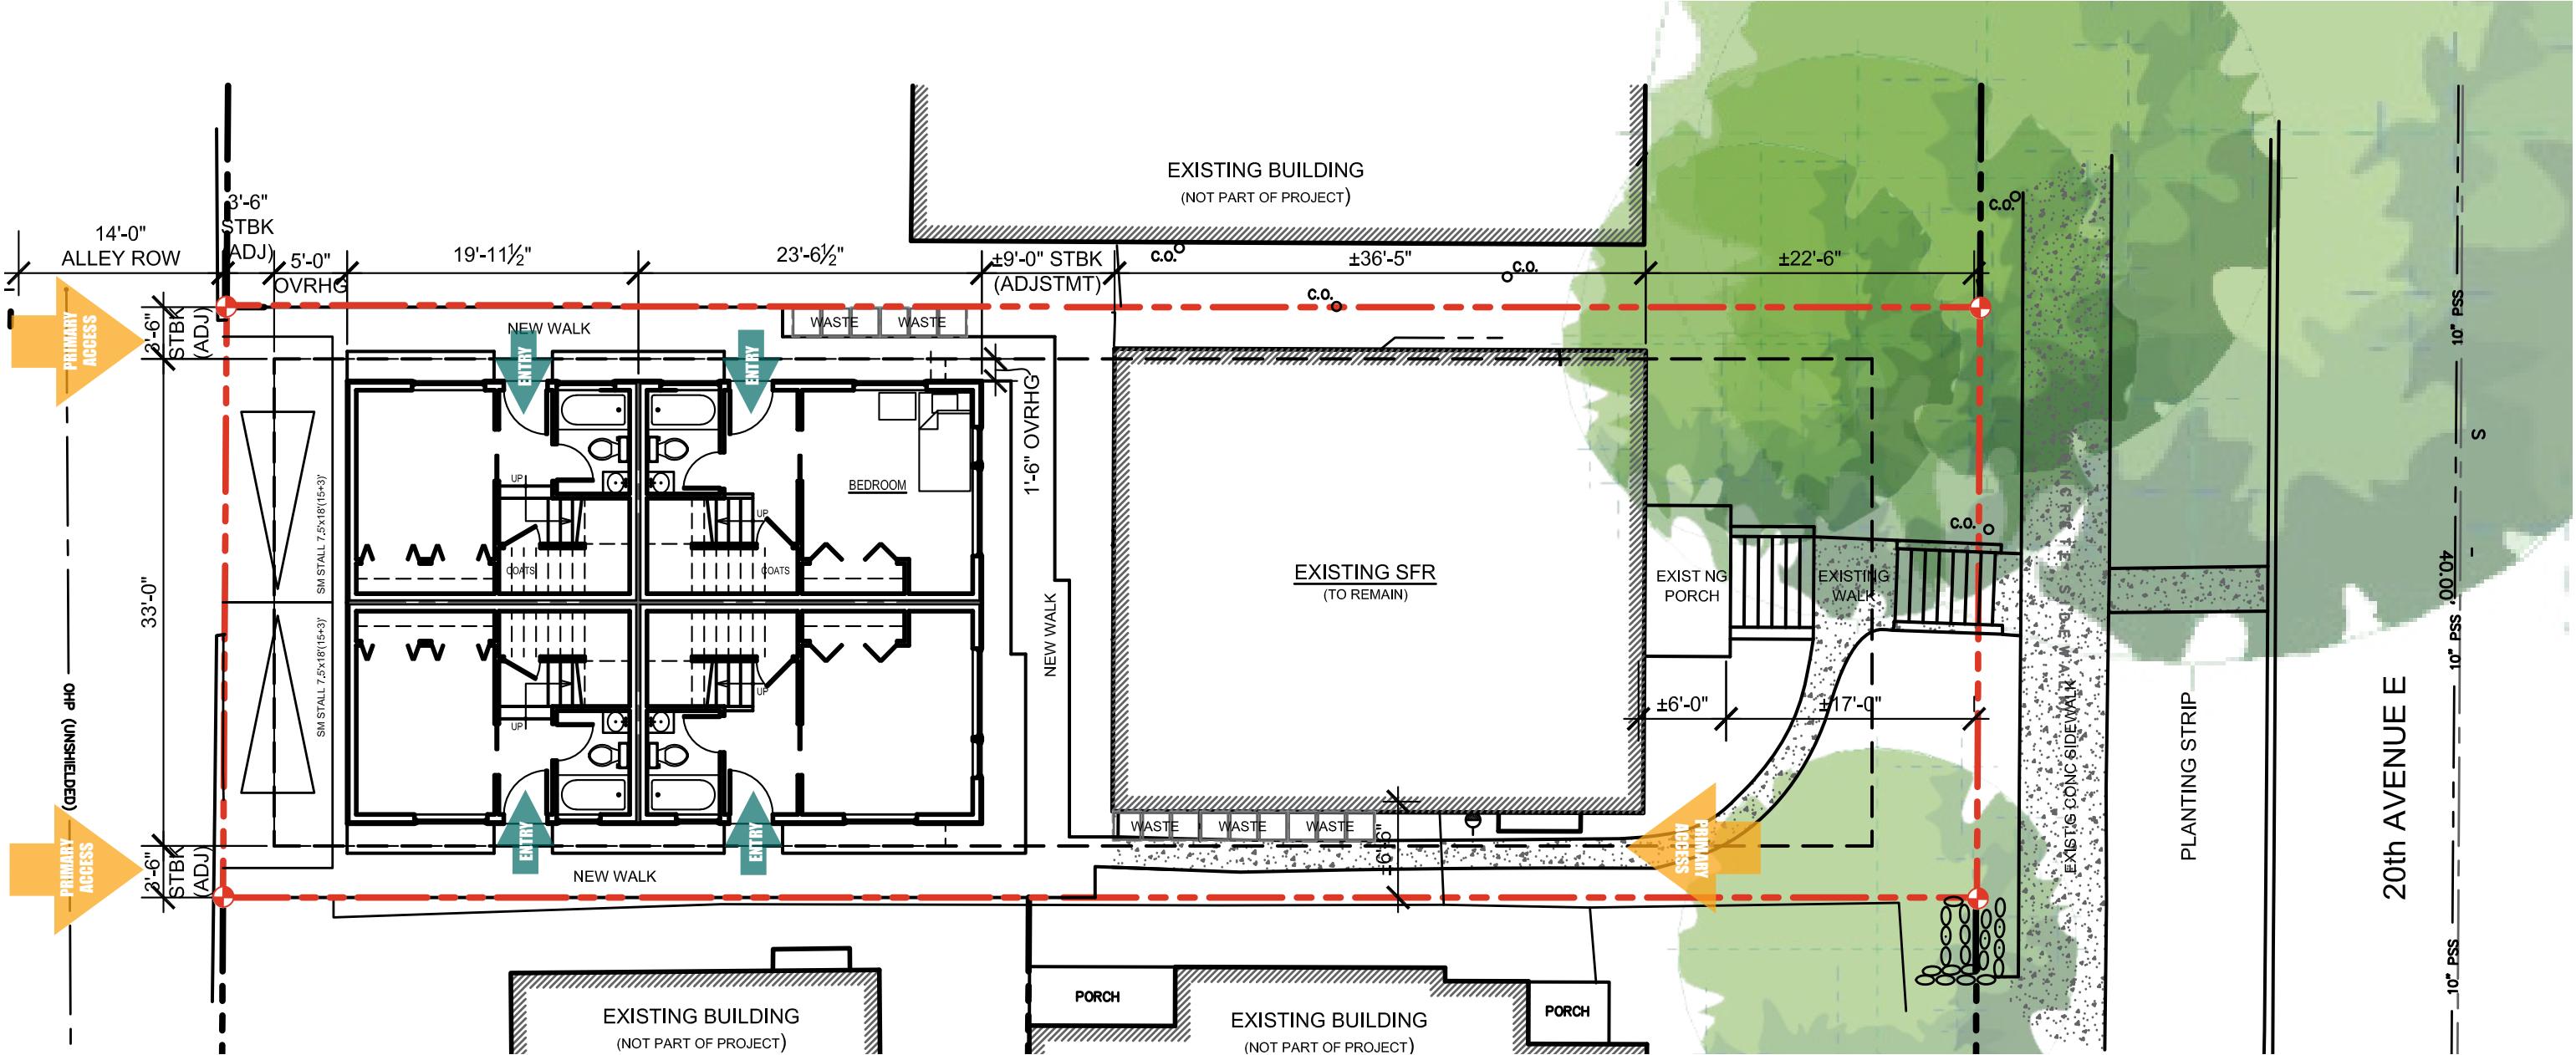 EXISTING BUILDING
(NOT PART OF PROJECT)
C.O.
3'-6"
STBK
(ADJ)
14'-0"
ALLEY ROW
5'-0"
OVRHG
19'-11½"
23'-6½"
±9'-0" STBK
(ADJSTMT)
C.O.
±36'-5"
C.O.
±22'-6"
C.O.
10" PSS
PRIMARY
ACCESS
STBK
(ADJ)
NEW WALK
WASTE
WASTE
ENTRY
ENTRY
1'-6" OVRHG
S
UP
BEDROOM
SM STALL 7.5'x18'(15+3)'
UP
C.O.
COATS
COATS
33'-0"
EXISTING SFR
(TO REMAIN)
EXIST NG
PORCH
EXISTING
WALK
40.00'
10" PSS
NEW WALK
SM STALL 7.5'x18'(15+3)'
UP
UP
±6'-0"
±17'-0"
OHP (UNSHIELDED)
EXIST'G CONC SIDEWALK
PLANTING STRIP
20th AVENUE E
ENTRY
ENTRY
WASTE
WASTE
WASTE
±6'-6"
PRIMARY
ACCESS
PRIMARY
ACCESS
STBK
(ADJ)
NEW WALK
10" PSS
PORCH
PORCH
EXISTING BUILDING
(NOT PART OF PROJECT)
EXISTING BUILDING
(NOT PART OF PROJECT)